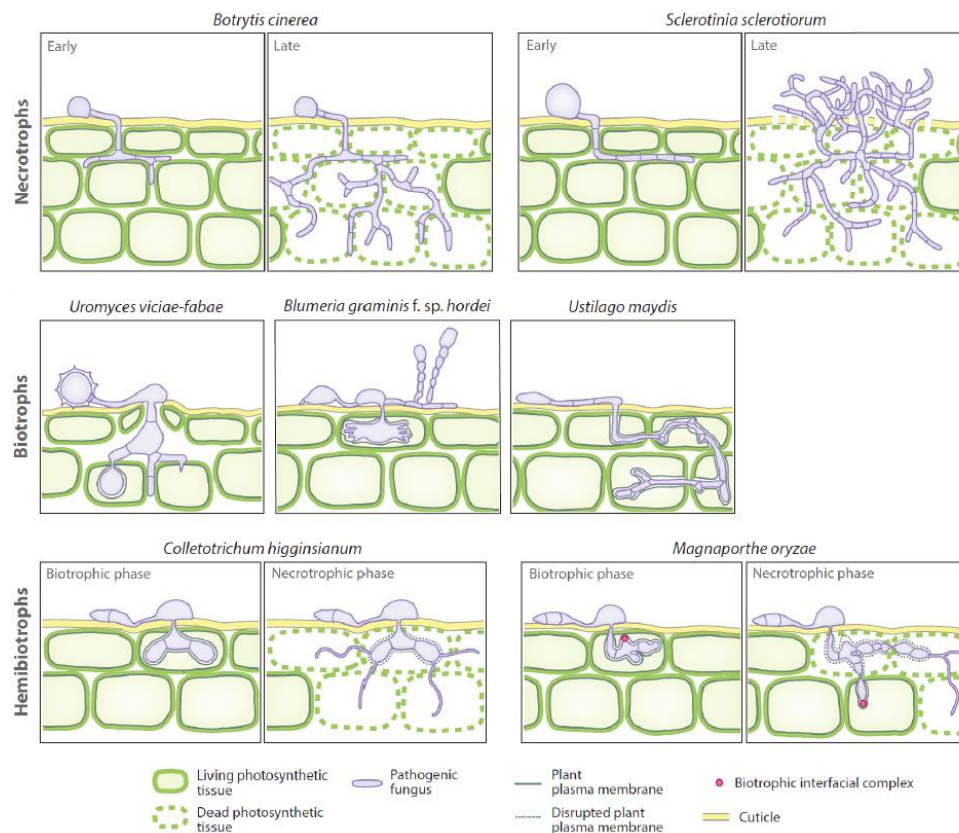 Botrytis cinerea
Sclerotinia sclerotiorum
Necrotrophs
Early
Late
Early
Late
Uromyces viciae-fabae
Blumeria graminis f. sp. hordei
Ustilago maydis
Biotrophs
Colletotrichum higginsianum
Magnaporthe oryzae
Hemibiotrophs
Biotrophic phase
Necrotrophic phase
Biotrophic phase
Necrotrophic phase
Living photosynthetic
tissue
Dead photosynthetic
tissue
Pathogenic
fungus
Plant
plasma membrane
Disrupted plant
plasma membrane
Biotrophic interfacial complex
Cuticle